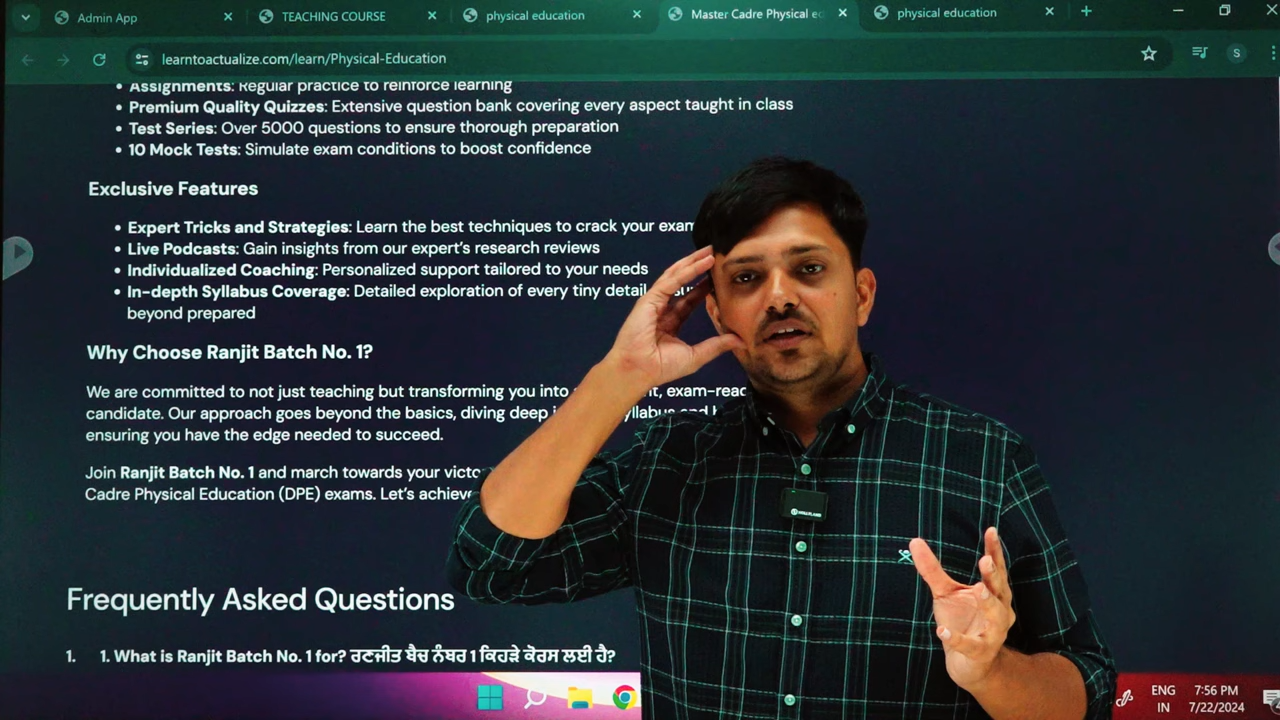 Admin App
TEACHING COURSE
physical education
Master Cadre Physical e
physical education
learntoactualize.com/learn/Physical-Education
S
Assignments: Regular practice to reinforce learning
Premium Quality Quizzes: Extensive question bank covering every aspect taught in class
Test Series: Over 5000 questions to ensure thorough preparation
10 Mock Tests: Simulate exam conditions to boost confidence
Exclusive Features
Expert Tricks and Strategies: Learn the best techniques to crack your exam
Live Podcasts: Gain insights from our expert's research reviews
Individualized Coaching: Personalized support tailored to your needs
In-depth Syllabus Coverage: Detailed exploration of every tiny detail
beyond prepared
Why Choose Ranjit Batch No. 1?
We are committed to not just teaching but transforming you into
candidate. Our approach goes beyond the basics, diving deep
ensuring you have the edge needed to succeed.
Join Ranjit Batch No. 1 and march towards your
Cadre Physical Education (DPE) exams. Let's
HOLLYLAND
Frequently Asked Questions
1. 1. What is Ranjit Batch No. 1 for? ਰਣਜੀਤ ਬੈਚ ਨੰਬਰ 1 ਕਿਹੜੇ ਕੋਰਸ ਲਈ ਹੈ?
ENG 7:56 PM
IN 7/22/2024